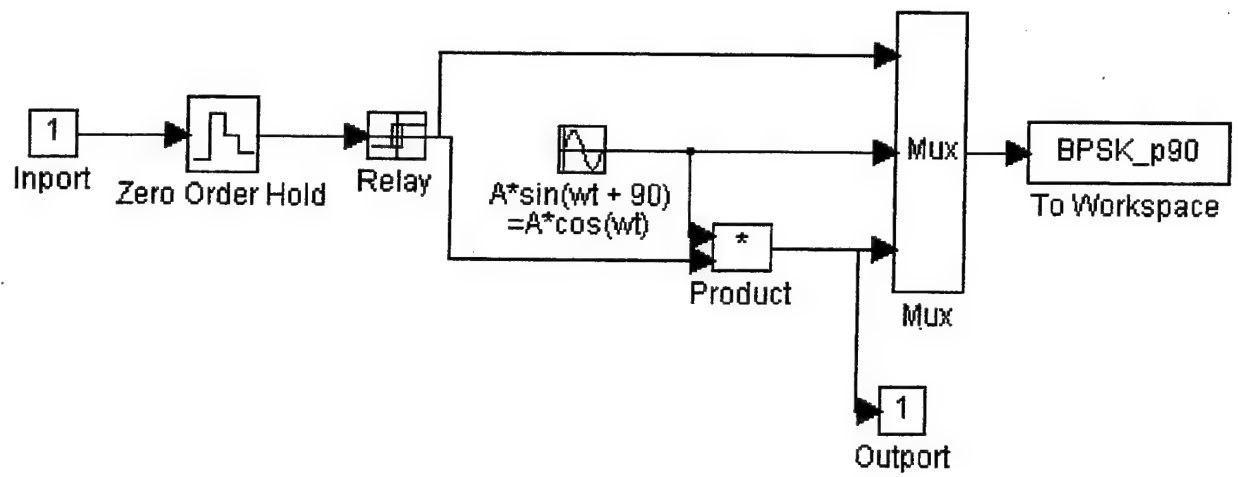 1
Inport
Zero Order Hold
Relay
A*sin(wt + 90)
=A*cos(wt)
*
Product
Mux
Mux
BPSK_p90
To Workspace
1
Outport